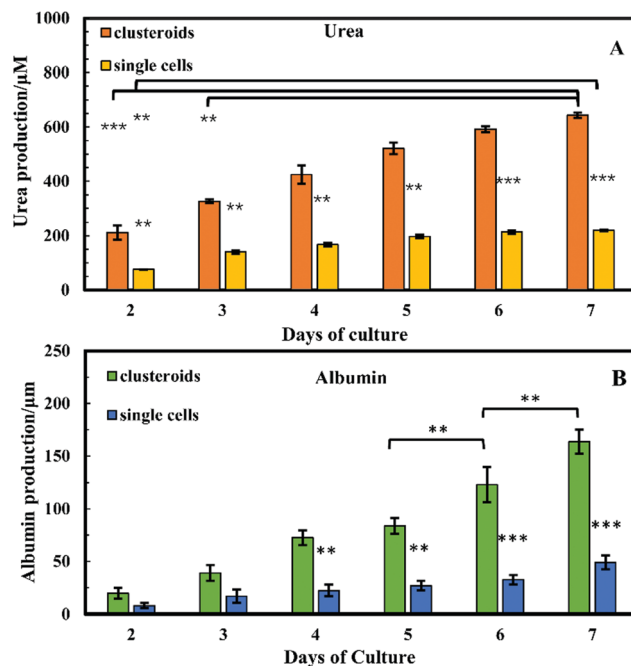 1000
clusteroids
Urea
A
single cells
800
*** ** **
600
Urea production/μM
400
** ** ** ** *** ***
200
0
2 3 4 5 6 7
Days of culture
250
clusteroids
Albumin
B
single cells
200
** **
150
Albumin production/μm
100
** ** *** ***
50
0
2 3 4 5 6 7
Days of Culture